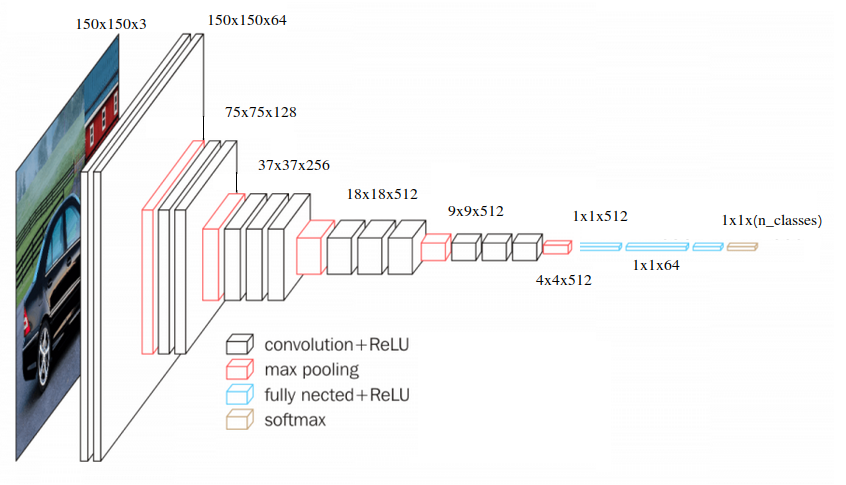 150x150x3
150x150x64
75x75x128
37x37x256
18x18x512
9x9x512
1x1x512
1x1x(n_classes)
4x4x512
1x1x64
convolution+ReLU
max pooling
fully nected+ReLU
softmax